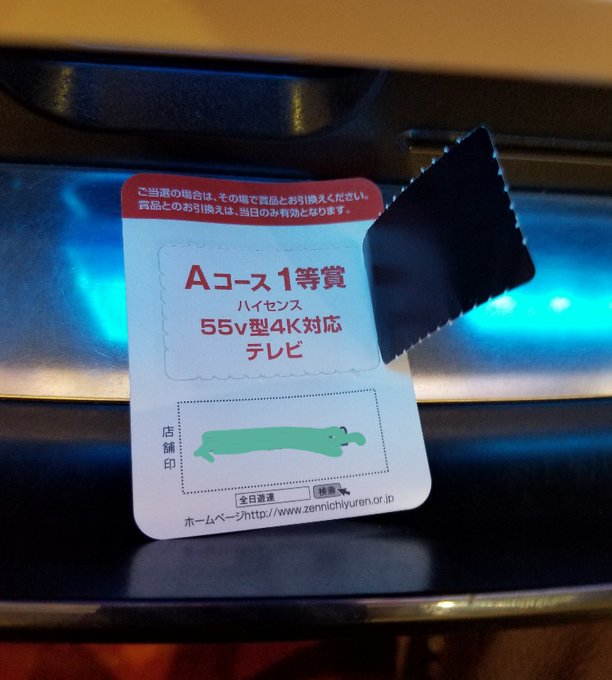 ご当選の場合は、その場で賞品とお引換えください。
賞品とのお引換えは、当日のみ有効となります。
Aコース 1等賞
ハイセンス
55v型4K対応
テレビ
店舗印
全日遊連 検索
ホームページhttp://www.zennichiyuren.or.jp